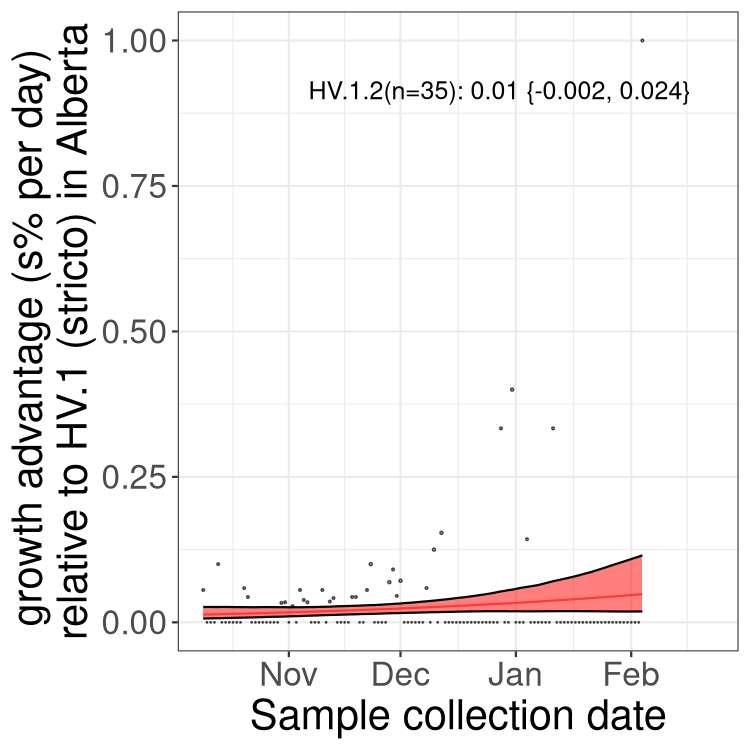 growth advantage (s% per day)
relative to HV.1 (stricto) in Alberta
1.00
HV.1.2(n=35): 0.01 {-0.002, 0.024}
0.75
0.50
0.25
0.00
Nov Dec Jan Feb
Sample collection date